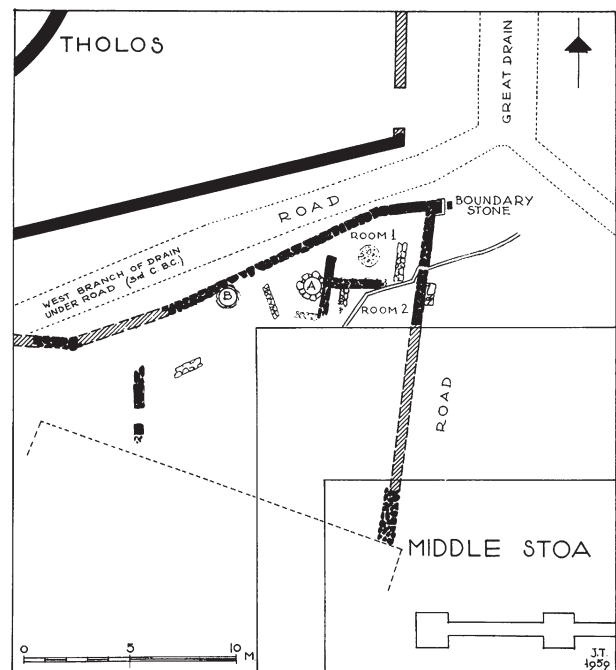 THOLOS
GREAT DRAIN
ROAD
BOUNDARY
STONE
ROOM 1
WEST BRANCH OF DRAIN
UNDER ROAD (3rd C. B.C.)
A
B
ROOM 2
ROAD
MIDDLE STOA
0 5 10 M
J.T.
1959